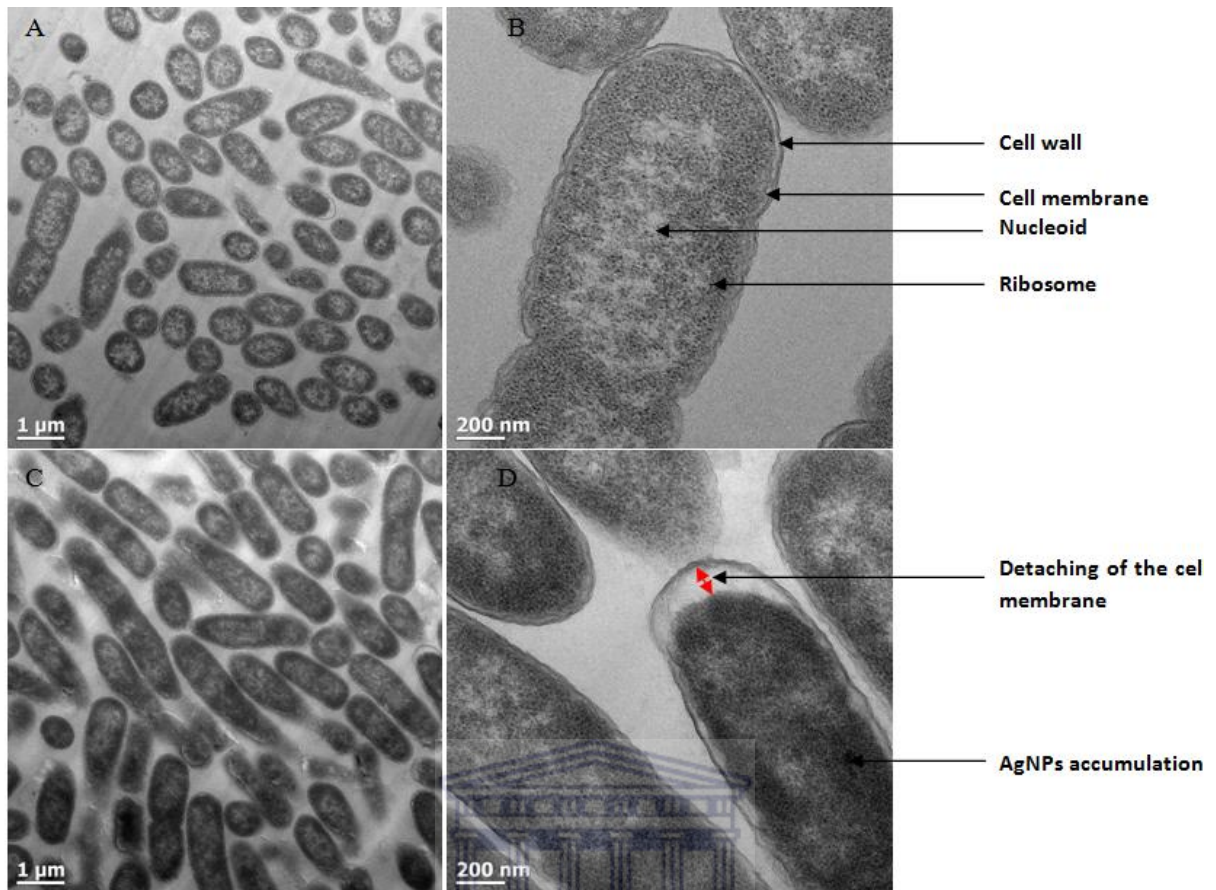 A
B
Cell wall
Cell membrane
Nucleoid
Ribosome
1 µm
200 nm
C
D
Detaching of the cel
membrane
AgNPs accumulation
1 µm
200 nm